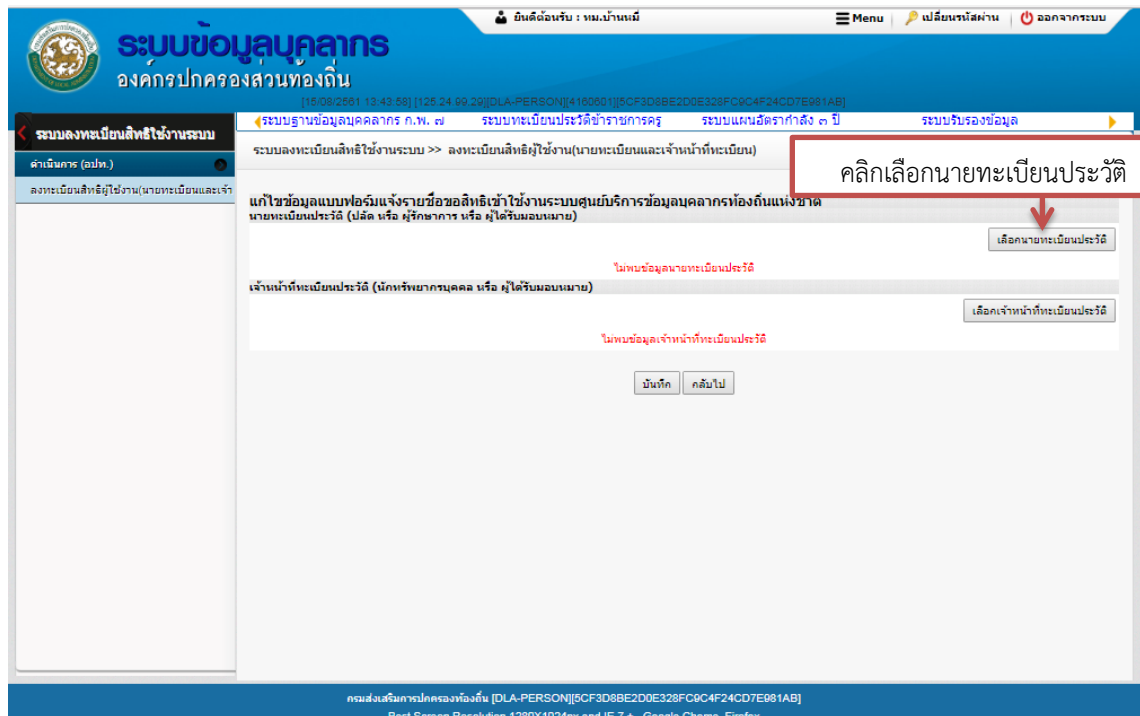 ยินดีต้อนรับ : ทม.บ้านหมี่
Menu
เปลี่ยนรหัสผ่าน
ออกจากระบบ
ระบบข้อมูลบุคลากร
องค์กรปกครองส่วนท้องถิ่น
[15/08/2561 13:43:58] [125.24.99.29][DLA-PERSON][4160601][5CF3D8BE2D0E328FC9C4F24CD7E981AB]
ระบบฐานข้อมูลบุคคลากร ก.พ. ๗ ระบบทะเบียนประวัติข้าราชการครู ระบบแผนอัตรากำลัง ๓ ปี ระบบรับรองข้อมูล
ระบบลงทะเบียนสิทธิใช้งานระบบ
ดำเนินการ (อปท.)
ลงทะเบียนสิทธิผู้ใช้งาน(นายทะเบียนและเจ้า
ระบบลงทะเบียนสิทธิใช้งานระบบ >> ลงทะเบียนสิทธิผู้ใช้งาน(นายทะเบียนและเจ้าหน้าที่ทะเบียน)
คลิกเลือกนายทะเบียนประวัติ
แก้ไขข้อมูลแบบฟอร์มแจ้งรายชื่อขอสิทธิเข้าใช้งานระบบศูนย์บริการข้อมูลบุคลากรท้องถิ่นแห่งชาติ
นายทะเบียนประวัติ (ปลัด หรือ ผู้รักษาการ หรือ ผู้ได้รับมอบหมาย)
เลือกนายทะเบียนประวัติ
ไม่พบข้อมูลนายทะเบียนประวัติ
เจ้าหน้าที่ทะเบียนประวัติ (นักทรัพยากรบุคคล หรือ ผู้ได้รับมอบหมาย)
เลือกเจ้าหน้าที่ทะเบียนประวัติ
ไม่พบข้อมูลเจ้าหน้าที่ทะเบียนประวัติ
บันทึก กลับไป
กรมส่งเสริมการปกครองท้องถิ่น [DLA-PERSON][5CF3D8BE2D0E328FC9C4F24CD7E981AB]
Best Screen Resolution 1280X1024px and IE 7 + , Google Chome, Firefox